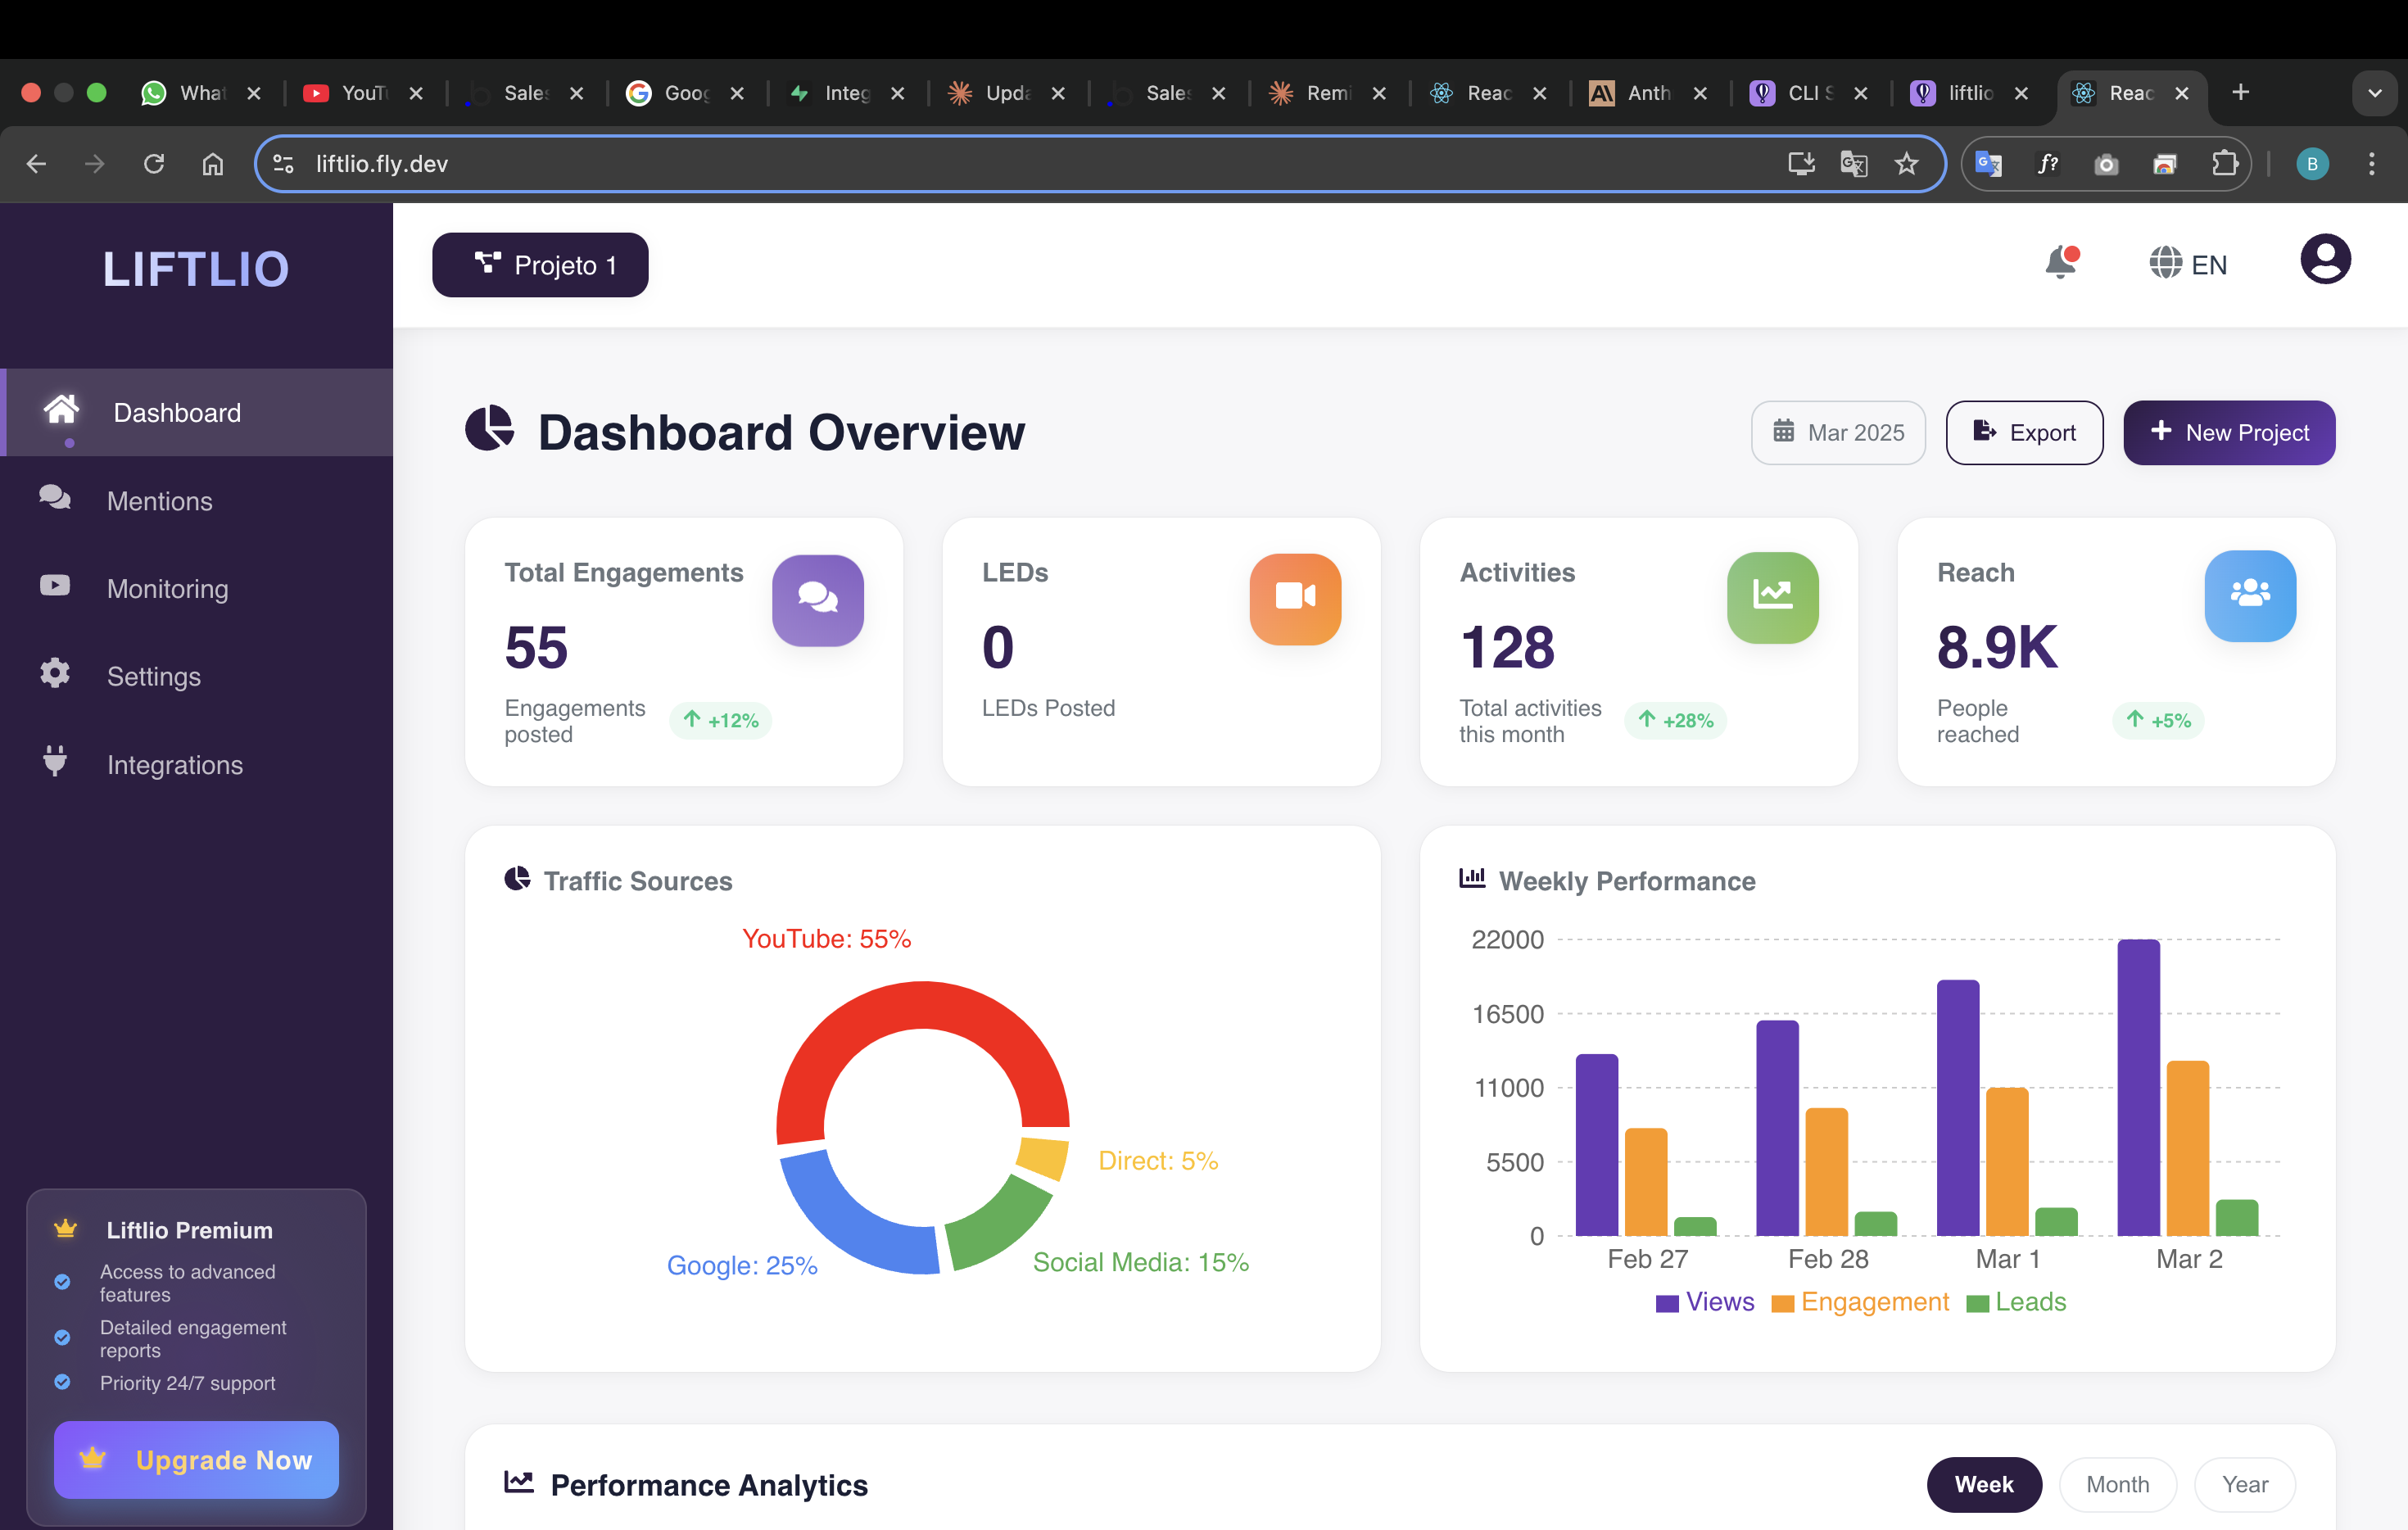 What
YouTu
Sales
Goog
Integ
Upda
Sales
Remi
Reac
Anth
CLI S
liftlio
Reac
liftlio.fly.dev
B
LIFTLIO
Projeto 1
EN
Dashboard
Mentions
Monitoring
Settings
Integrations
Dashboard Overview
Mar 2025
Export
New Project
Total Engagements
55
Engagements
posted
+12%
LEDs
0
LEDs Posted
Activities
128
Total activities
this month
+28%
Reach
8.9K
People
reached
+5%
Traffic Sources
YouTube: 55%
Direct: 5%
Google: 25%
Social Media: 15%
Weekly Performance
22000
16500
11000
5500
0
Feb 27 Feb 28 Mar 1 Mar 2
Views Engagement Leads
Liftlio Premium
Access to advanced
features
Detailed engagement
reports
Priority 24/7 support
Upgrade Now
Performance Analytics
Week
Month
Year